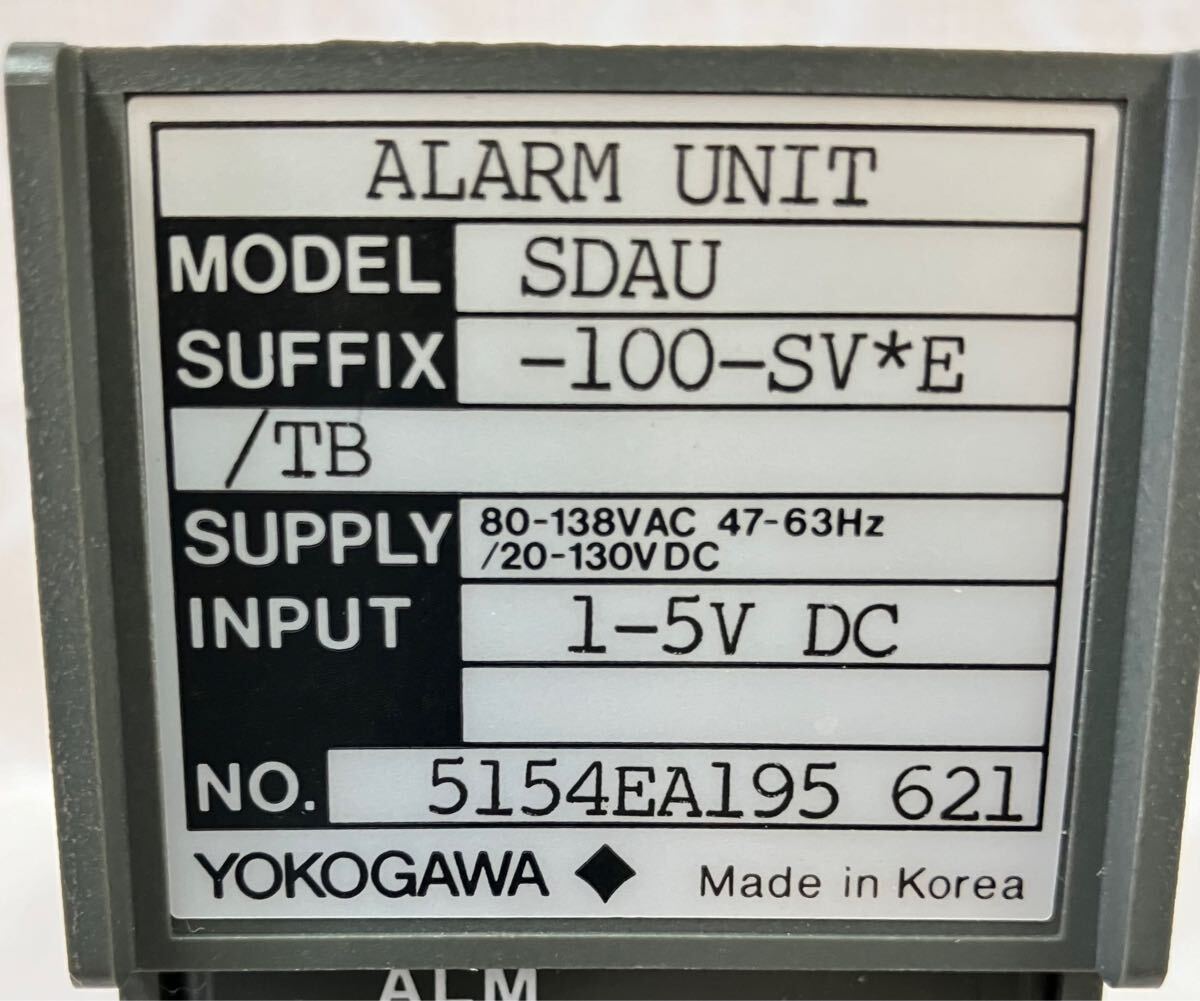 ALARM UNIT
MODEL SDAU
SUFFIX -100-SV*E
/TB
SUPPLY 80-138VAC 47-63Hz
/20-130VDC
INPUT 1-5V DC
NO. 5154EA195 621
YOKOGAWA ◆ Made in Korea
ALM